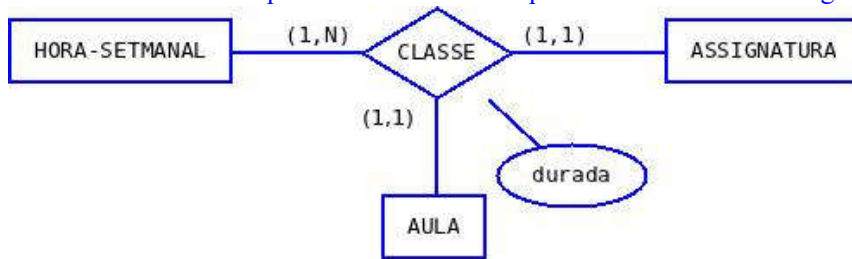 HORA-SETMANAL (1,N) CLASSE (1,1) ASSIGNATURA
(1,1)
durada
AULA